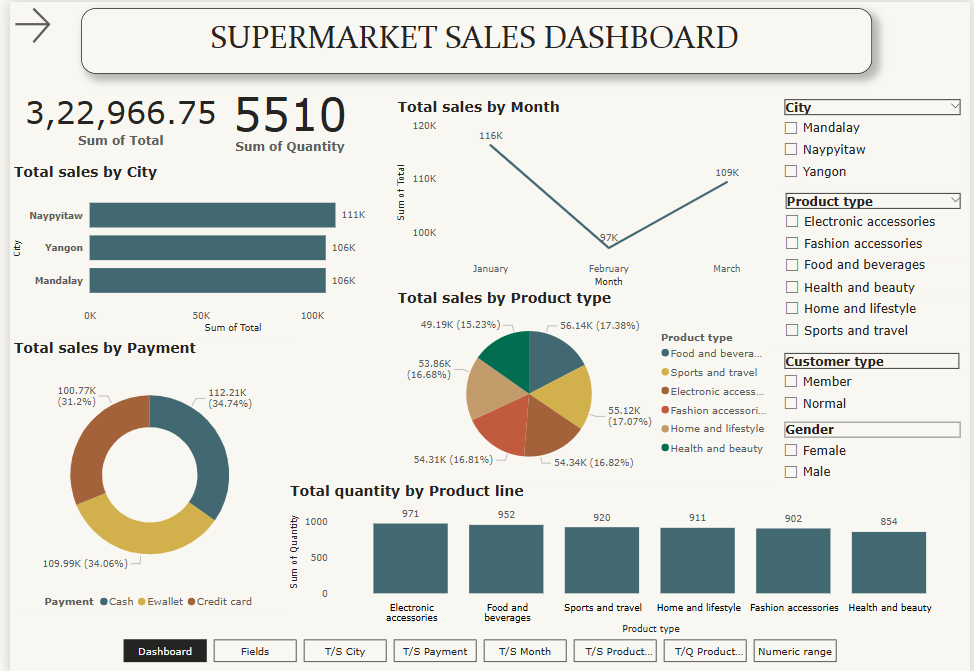 SUPERMARKET SALES DASHBOARD
3,22,966.75
Sum of Total
5510
Sum of Quantity
Total sales by City
City
Naypyitaw
111K
Yangon
106K
Mandalay
106K
0K
50K
100K
Sum of Total
Total sales by Month
Sum of Total
120K
110K
100K
116K
97K
109K
January
February
March
Month
Total sales by Product type
56.14K (17.38%)
55.12K
(17.07%)
54.34K (16.82%)
54.31K (16.81%)
53.86K
(16.68%)
49.19K (15.23%)
Product type
Food and bevera...
Sports and travel
Electronic access...
Fashion accessori...
Home and lifestyle
Health and beauty
Total sales by Payment
100.77K
(31.2%)
112.21K
(34.74%)
109.99K (34.06%)
Payment
Cash
Ewallet
Credit card
Total quantity by Product line
Sum of Quantity
1000
500
0
971
952
920
911
902
854
Electronic
accessories
Food and
beverages
Sports and travel
Home and lifestyle
Fashion accessories
Health and beauty
Product type
City
Mandalay
Naypyitaw
Yangon
Product type
Electronic accessories
Fashion accessories
Food and beverages
Health and beauty
Home and lifestyle
Sports and travel
Customer type
Member
Normal
Gender
Female
Male
Dashboard
Fields
T/S City
T/S Payment
T/S Month
T/S Product...
T/Q Product...
Numeric range